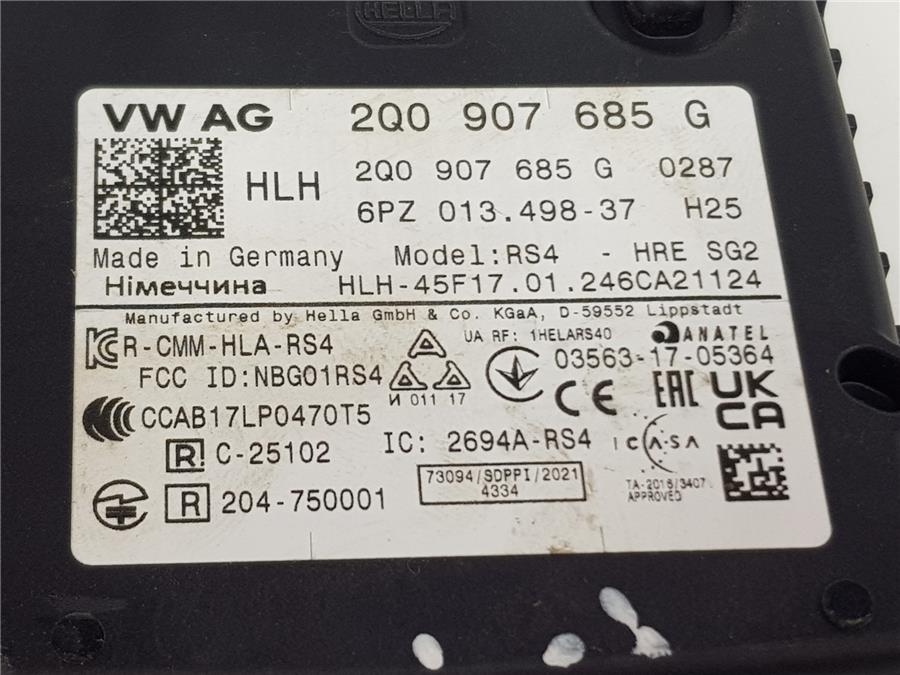 HELLA
VW AG 2Q0 907 685 G
HLH 2Q0 907 685 G 0287
6PZ 013.498-37 H25
Made in Germany Model:RS4 - HRE SG2
Німеччина HLH-45F17.01.246CA21124
Manufactured by Hella GmbH & Co. KGaA, D-59552 Lippstadt
R-CMM-HLA-RS4 UA RF: 1HELARS40 ANATEL
FCC ID:NBG01RS4 03563-17-05364
И 011 17 CE EAC UK CA
CCAB17LP0470T5
R C-25102 IC: 2694A-RS4 ICASA
73094/SDPPI/2021
4334
TA-2016/3407
APPROVED
R 204-750001